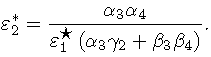 ε₂* = α₃α₄ / ε₁★ (α₃γ₂ + β₃β₄).